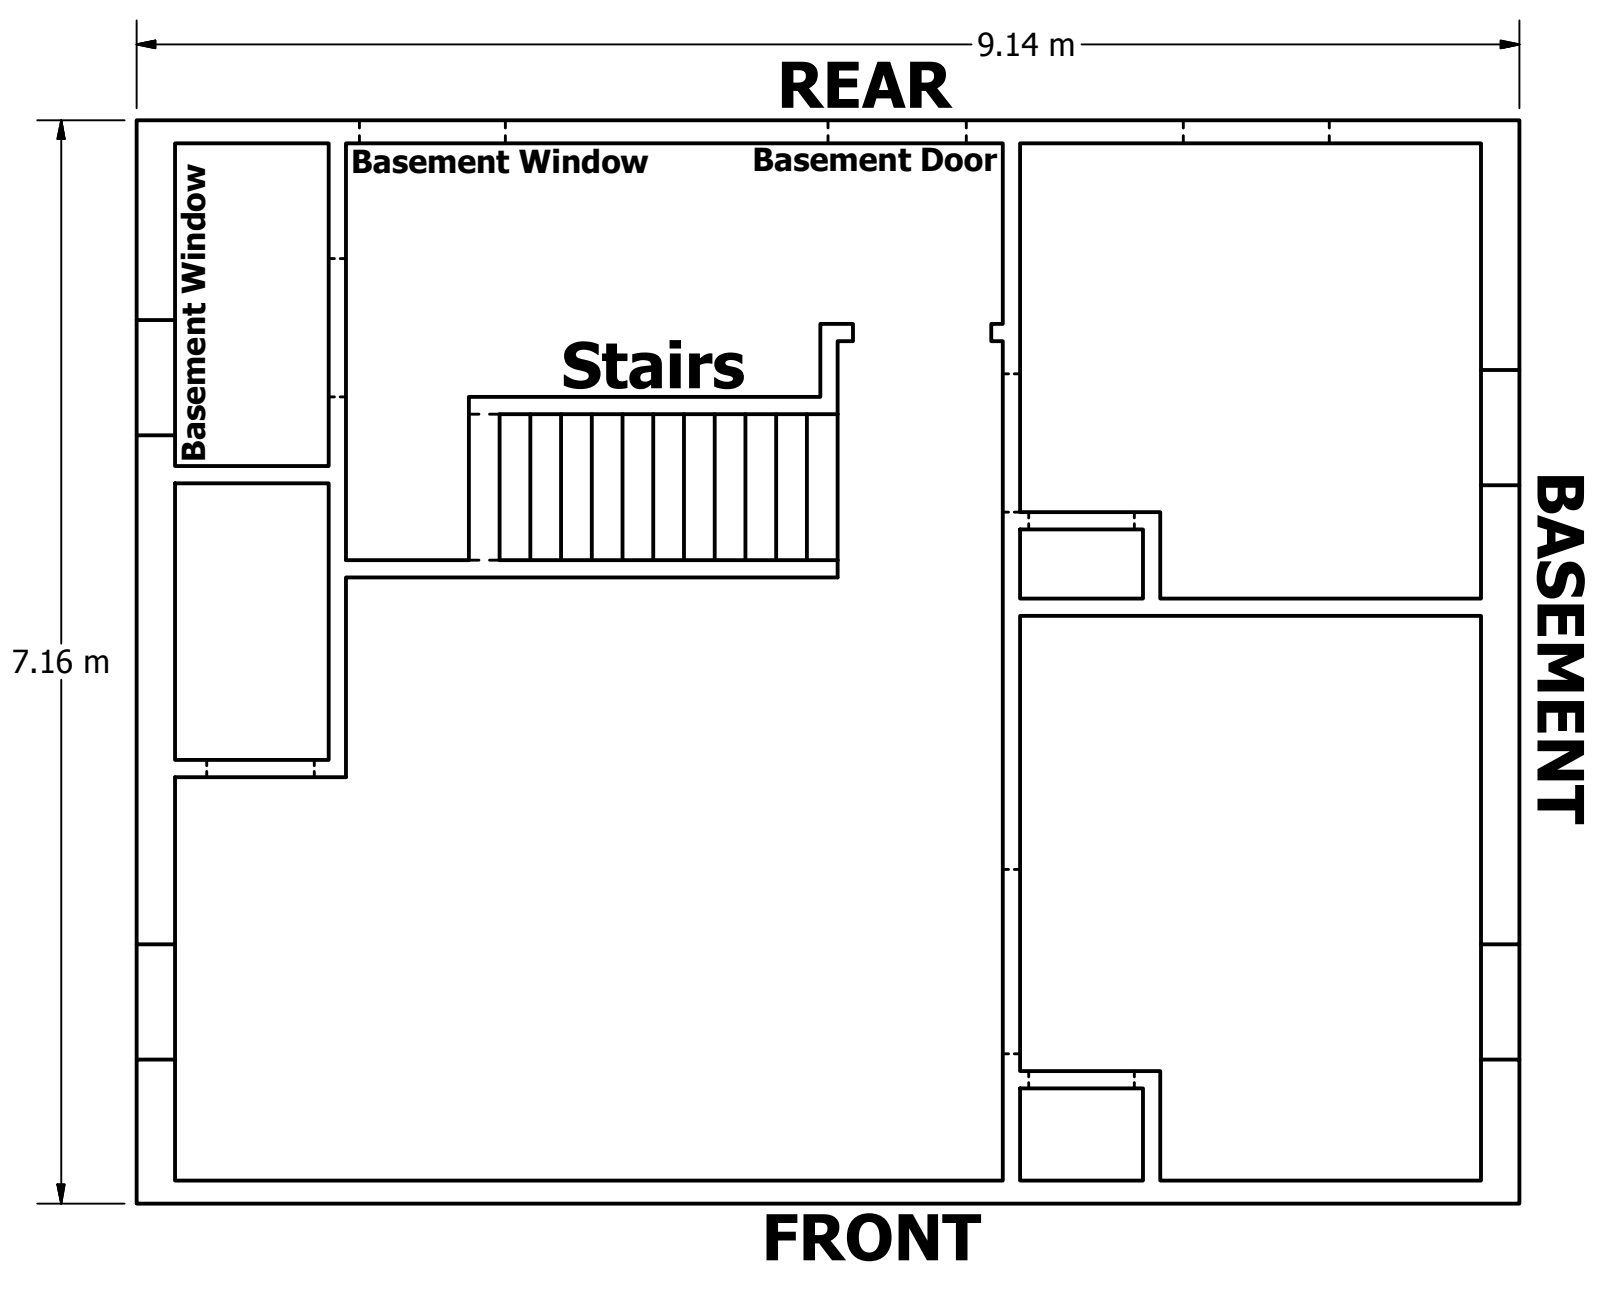 9.14 m
REAR
Basement Window
Basement Door
Basement Window
Stairs
BASEMENT
7.16 m
FRONT